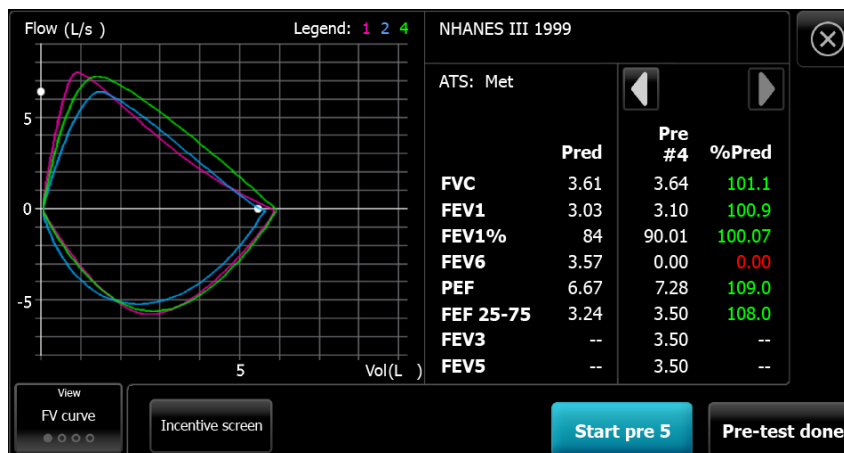 Flow (L/s )
Legend: 1 2 4
5
0
-5
5
Vol(L )
NHANES III 1999
ATS: Met
Pred Pre #4 %Pred
FVC 3.61 3.64 101.1
FEV1 3.03 3.10 100.9
FEV1% 84 90.01 100.07
FEV6 3.57 0.00 0.00
PEF 6.67 7.28 109.0
FEF 25-75 3.24 3.50 108.0
FEV3 -- 3.50 --
FEV5 -- 3.50 --
View
FV curve
Incentive screen
Start pre 5
Pre-test done